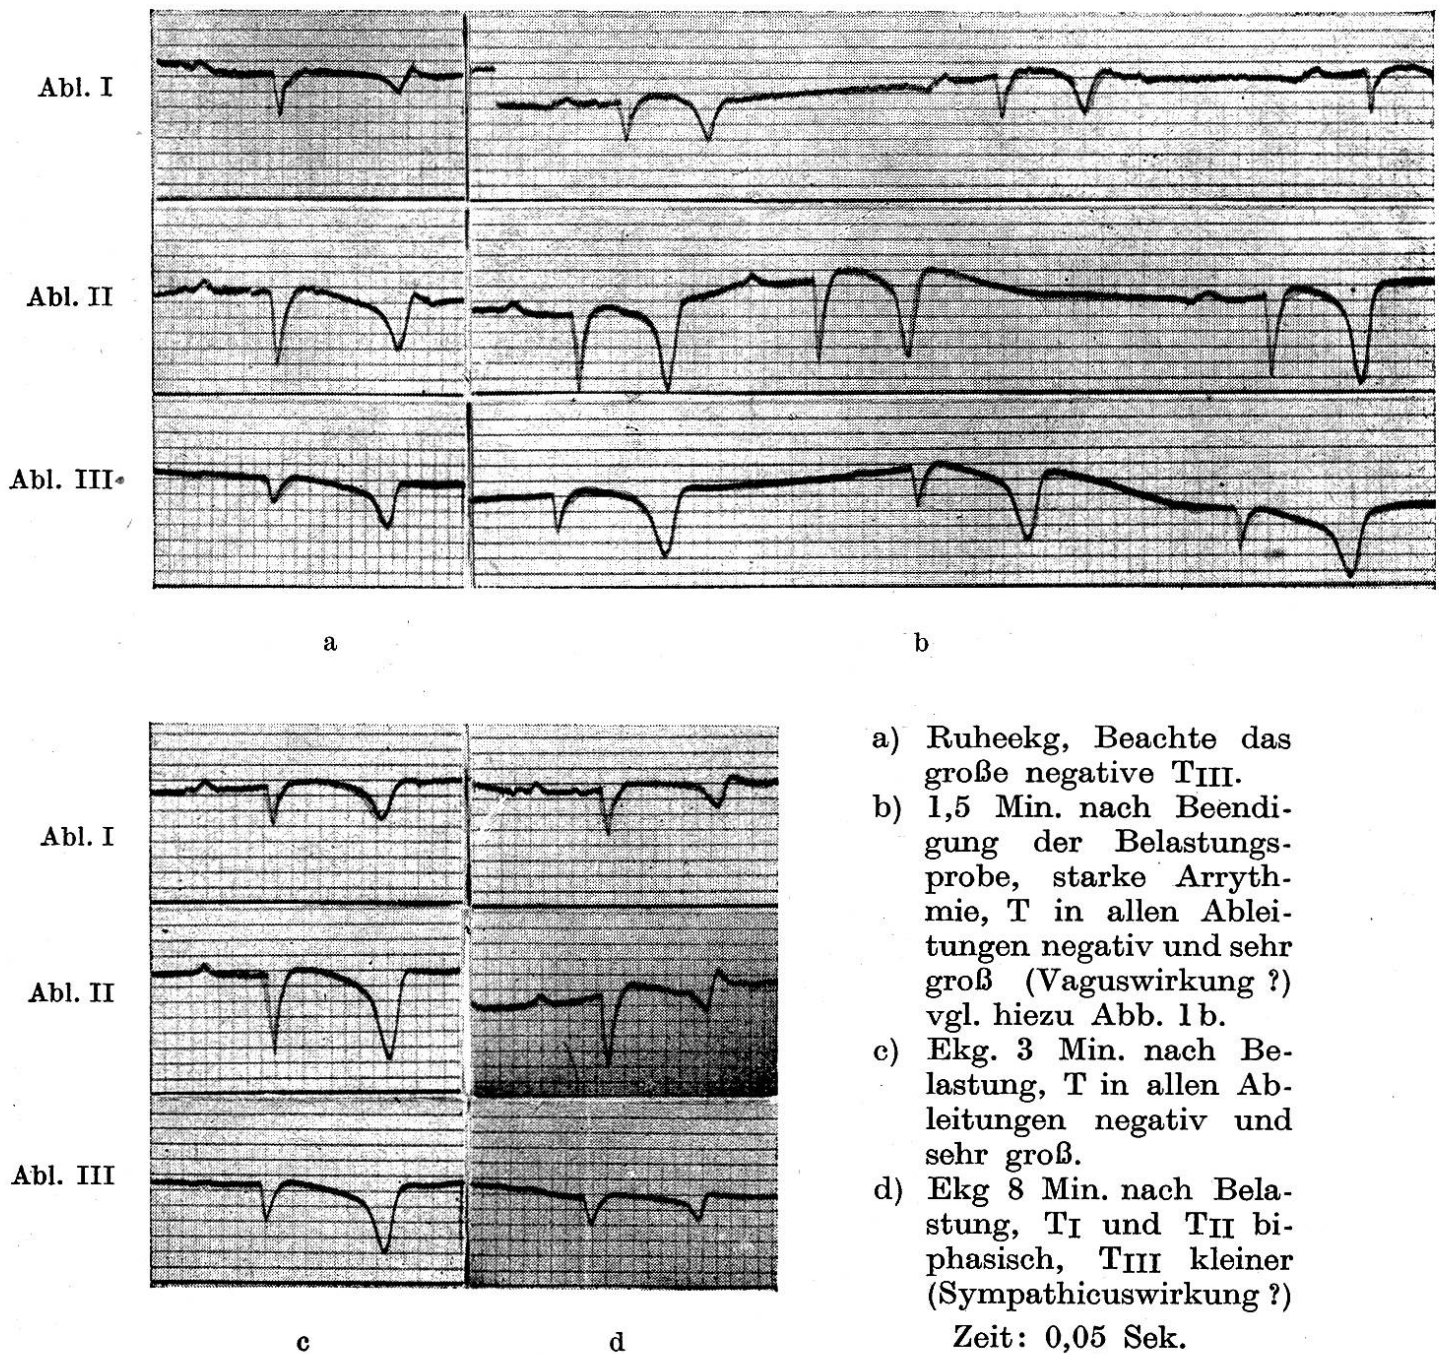 Abl. I
Abl. II
Abl. III
a
b
Abl. I
Abl. II
Abl. III
c
d
a) Ruheekg, Beachte das
große negative TIII.
b) 1,5 Min. nach Beendi-
gung der Belastungs-
probe, starke Arryth-
mie, T in allen Ablei-
tungen negativ und sehr
groß (Vaguswirkung ?)
vgl. hiezu Abb. 1b.
c) Ekg. 3 Min. nach Be-
lastung, T in allen Ab-
leitungen negativ und
sehr groß.
d) Ekg 8 Min. nach Bela-
stung, TI und TII bi-
phasisch, TIII kleiner
(Sympathicuswirkung ?)
Zeit: 0,05 Sek.